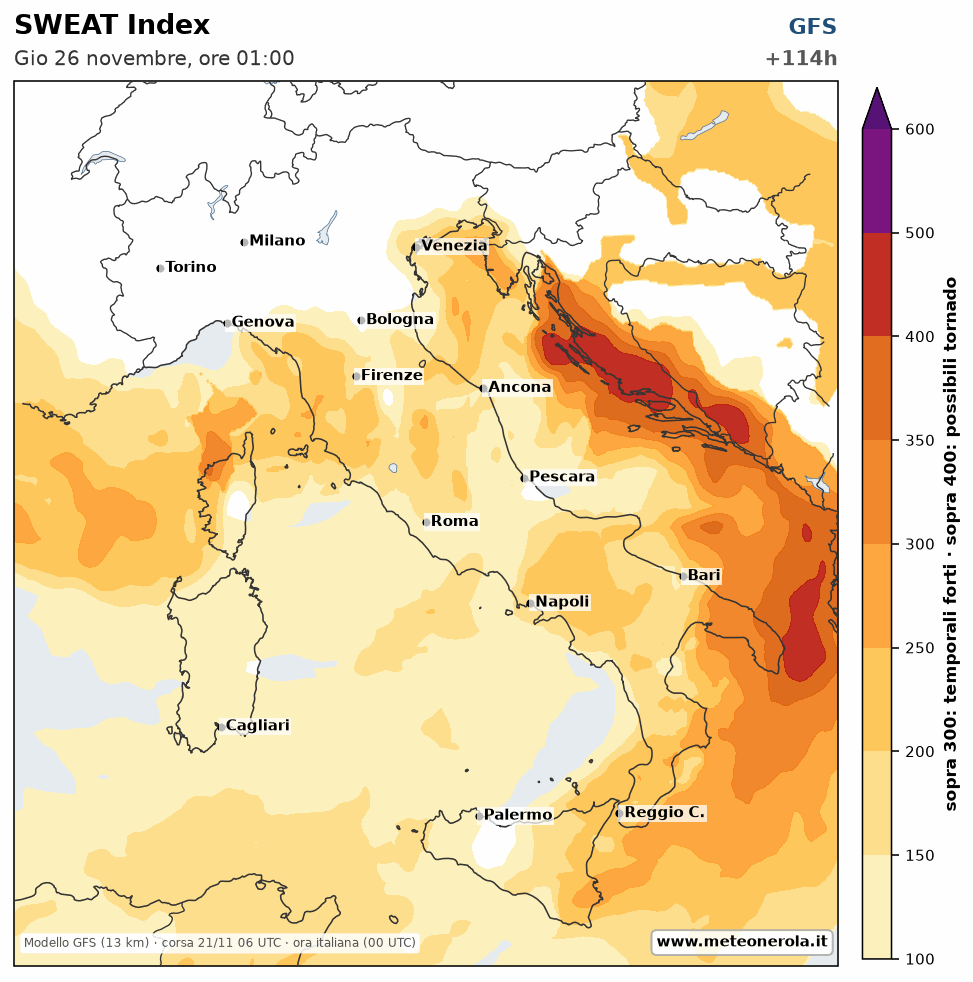 SWEAT Index
GFS
Gio 26 novembre, ore 01:00
+114h
Milano
Torino
Venezia
Genova
Bologna
Firenze
Ancona
Pescara
Roma
Bari
Napoli
Cagliari
Palermo
Reggio C.
Modello GFS (13 km) · corsa 21/11 06 UTC · ora italiana (00 UTC)
www.meteonerola.it
600
500
400
350
300
250
200
150
100
sopra 300: temporali forti · sopra 400: possibili tornado